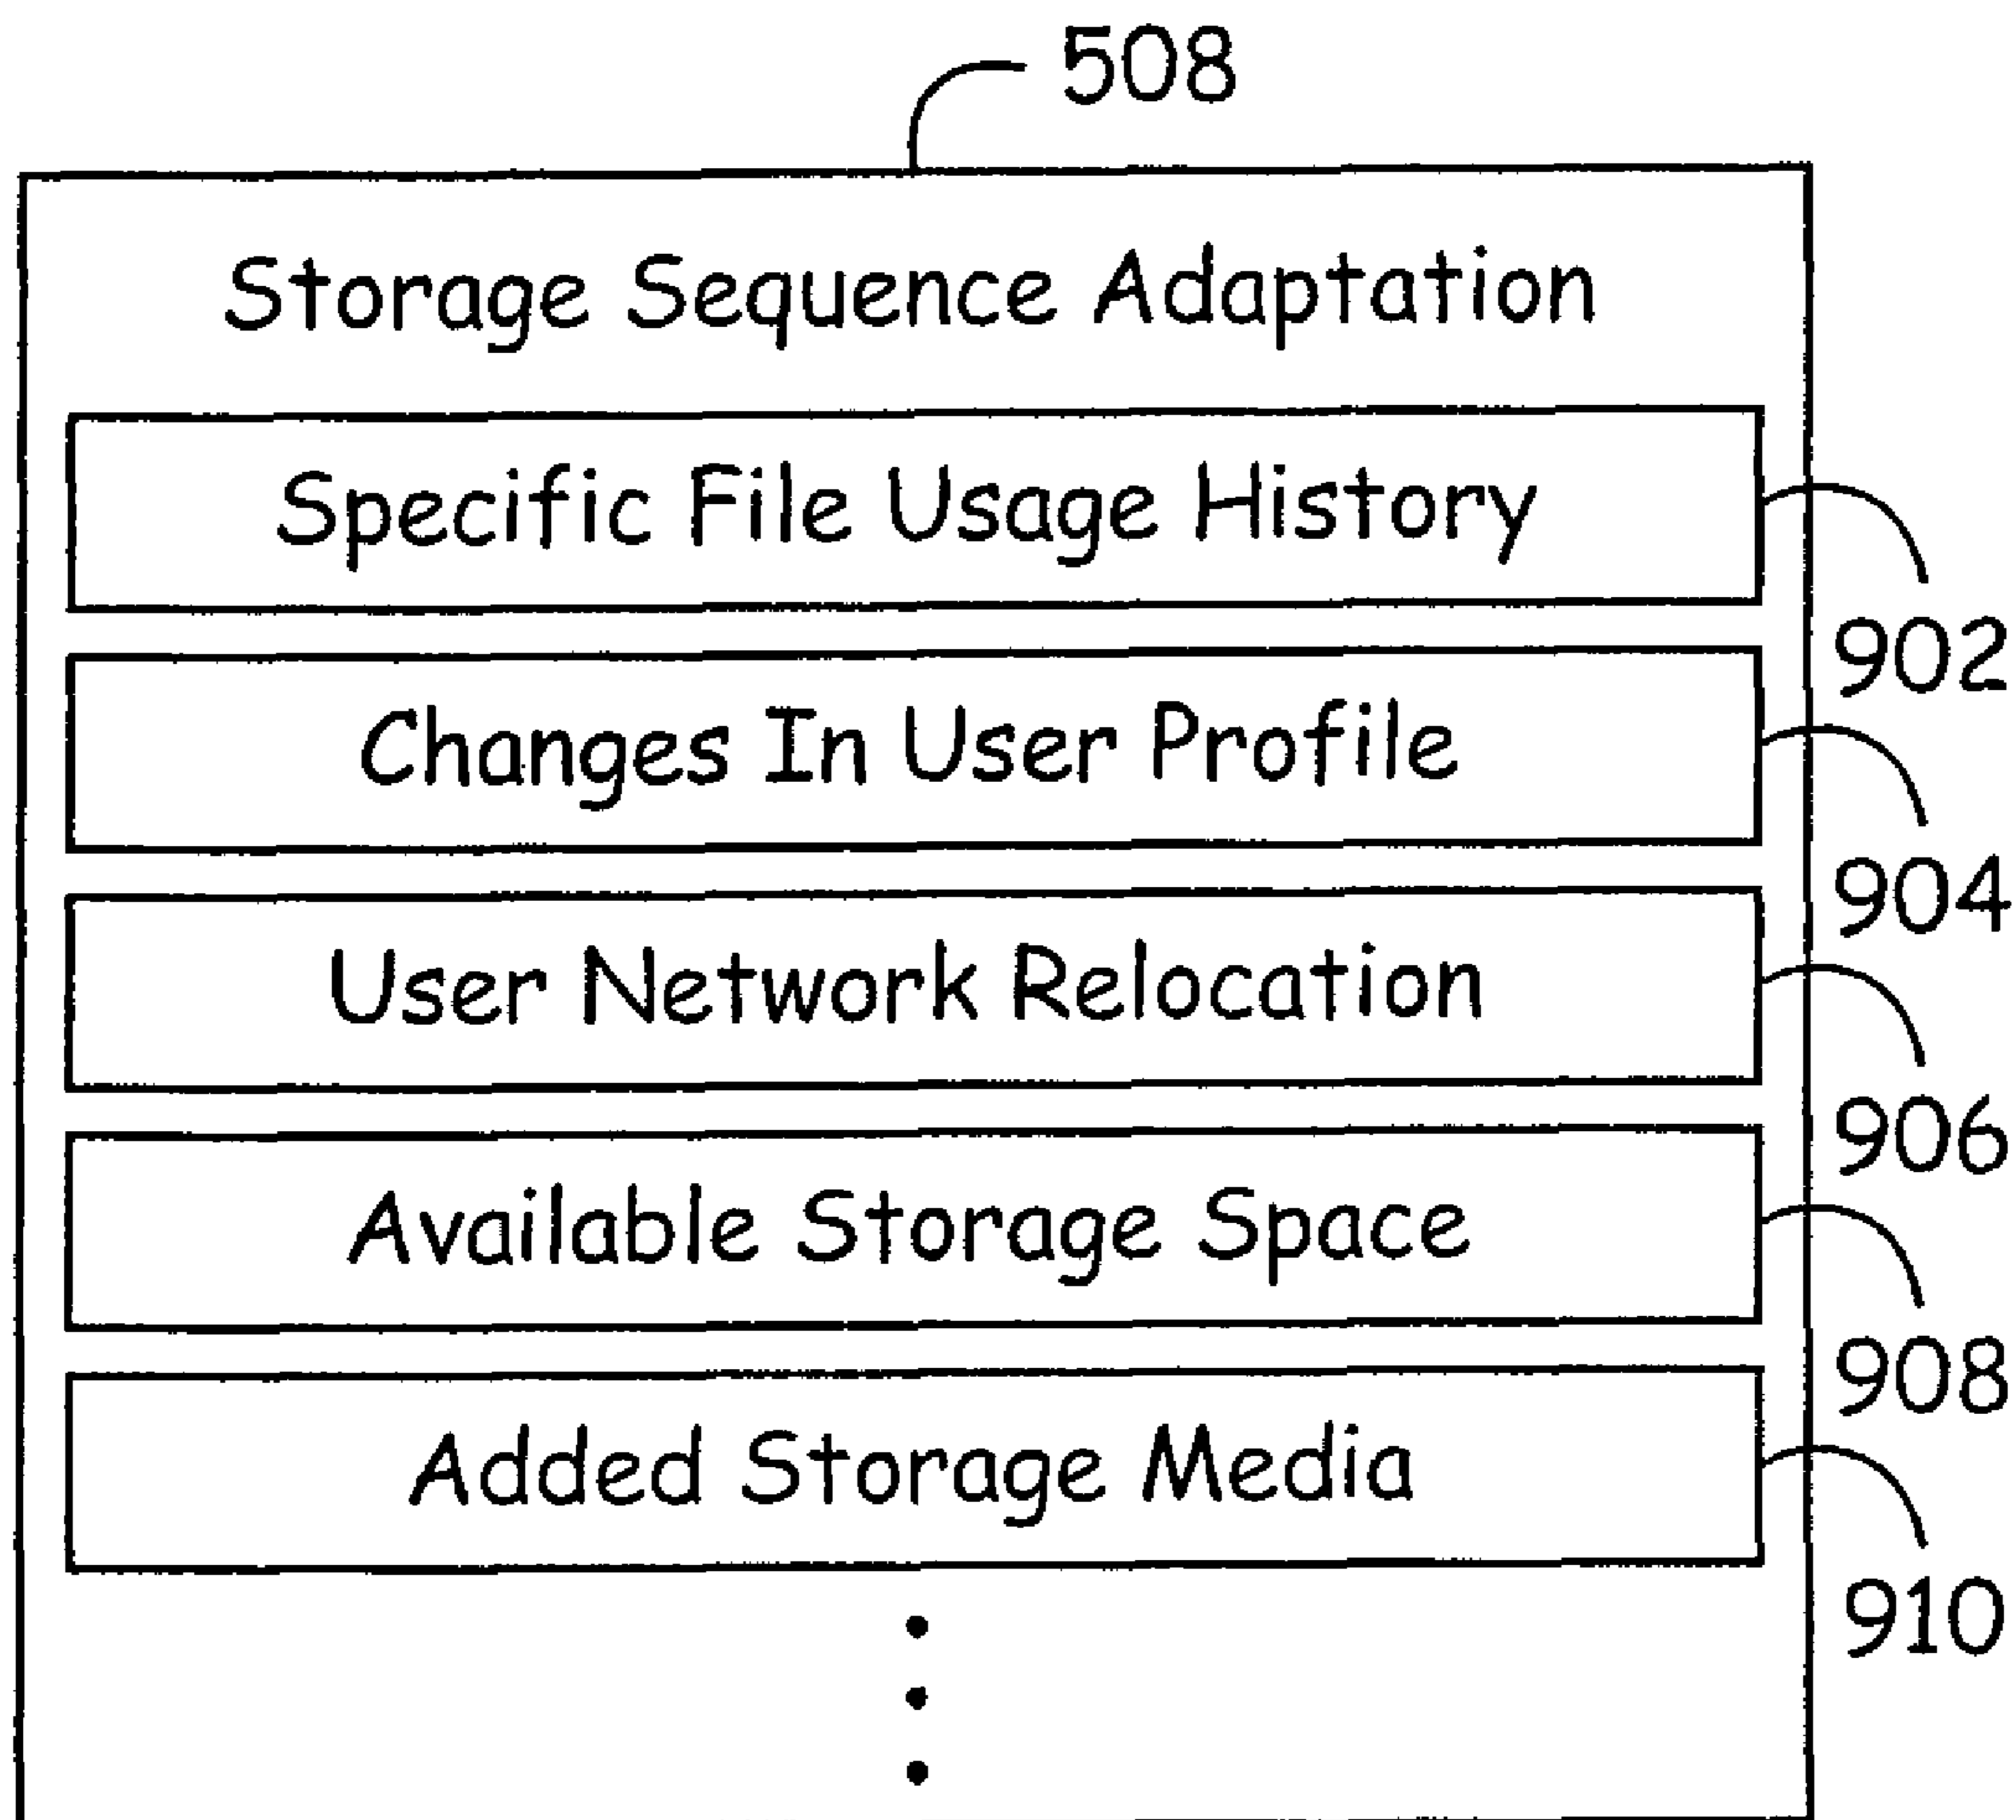 508
Storage Sequence Adaptation
Specific File Usage History
902
Changes In User Profile
904
User Network Relocation
906
Available Storage Space
908
Added Storage Media
910